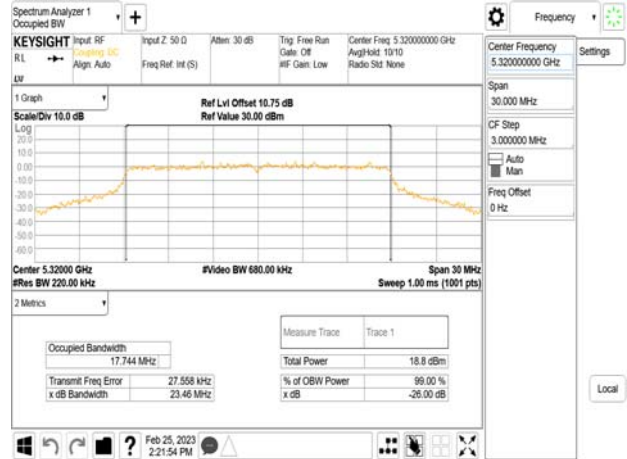 Spectrum Analyzer 1
Occupied BW
Frequency
KEYSIGHT
Input: RF
Coupling: DC
Align: Auto
Input Z: 50 Ω
Freq Ref: Int (S)
Atten: 30 dB
Trig: Free Run
Gate: Off
#IF Gain: Low
Center Freq: 5.320000000 GHz
Avg|Hold: 10/10
Radio Std: None
RL
LXI
Center Frequency
5.320000000 GHz
Settings
Span
30.000 MHz
CF Step
3.000000 MHz
Auto
Man
Freq Offset
0 Hz
Local
1 Graph
Scale/Div 10.0 dB
Ref Lvl Offset 10.75 dB
Ref Value 30.00 dBm
Log
20.0
10.0
0.00
-10.0
-20.0
-30.0
-40.0
-50.0
-60.0
Center 5.32000 GHz
#Video BW 680.00 kHz
Span 30 MHz
#Res BW 220.00 kHz
Sweep 1.00 ms (1001 pts)
2 Metrics
Measure Trace Trace 1
Occupied Bandwidth
17.744 MHz
Total Power 18.8 dBm
Transmit Freq Error 27.558 kHz
% of OBW Power 99.00 %
x dB Bandwidth 23.46 MHz
x dB -26.00 dB
Feb 25, 2023
2:21:54 PM